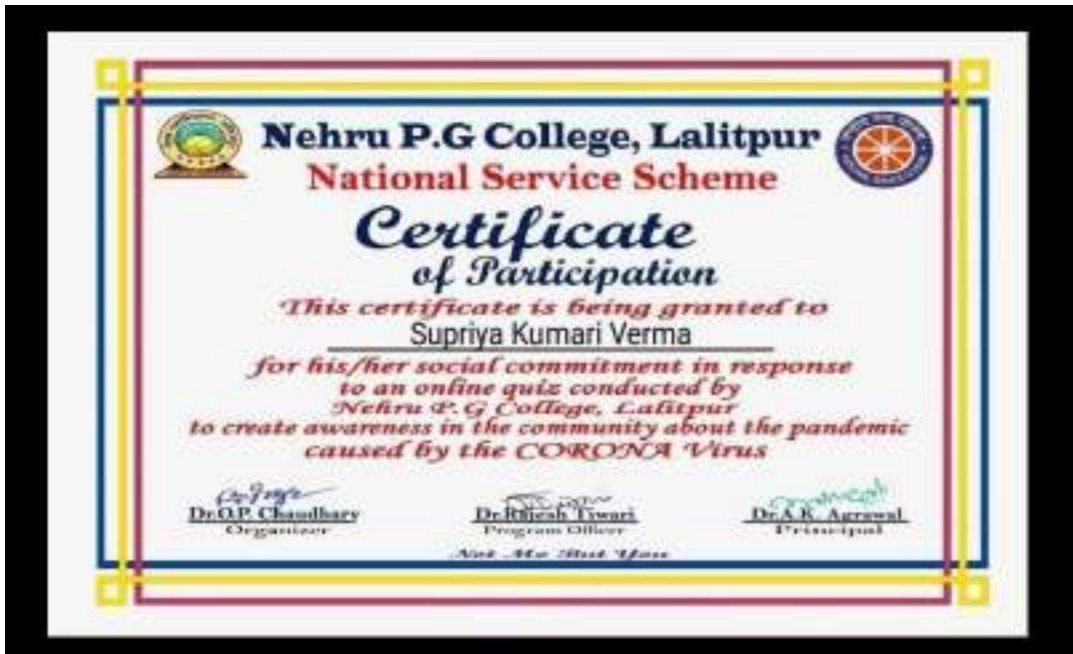 Nehru P.G College, Lalitpur
National Service Scheme
Certificate
of Participation
This certificate is being granted to
Supriya Kumari Verma
for his/her social commitment in response
to an online quiz conducted by
Nehru P.G College, Lalitpur
to create awareness in the community about the pandemic
caused by the CORONA Virus
Dr.O.P. Chaudhary Dr.Rajesh Tiwari Dr.A.K. Agrawal
Organizer Program Officer Principal
Not Me But You